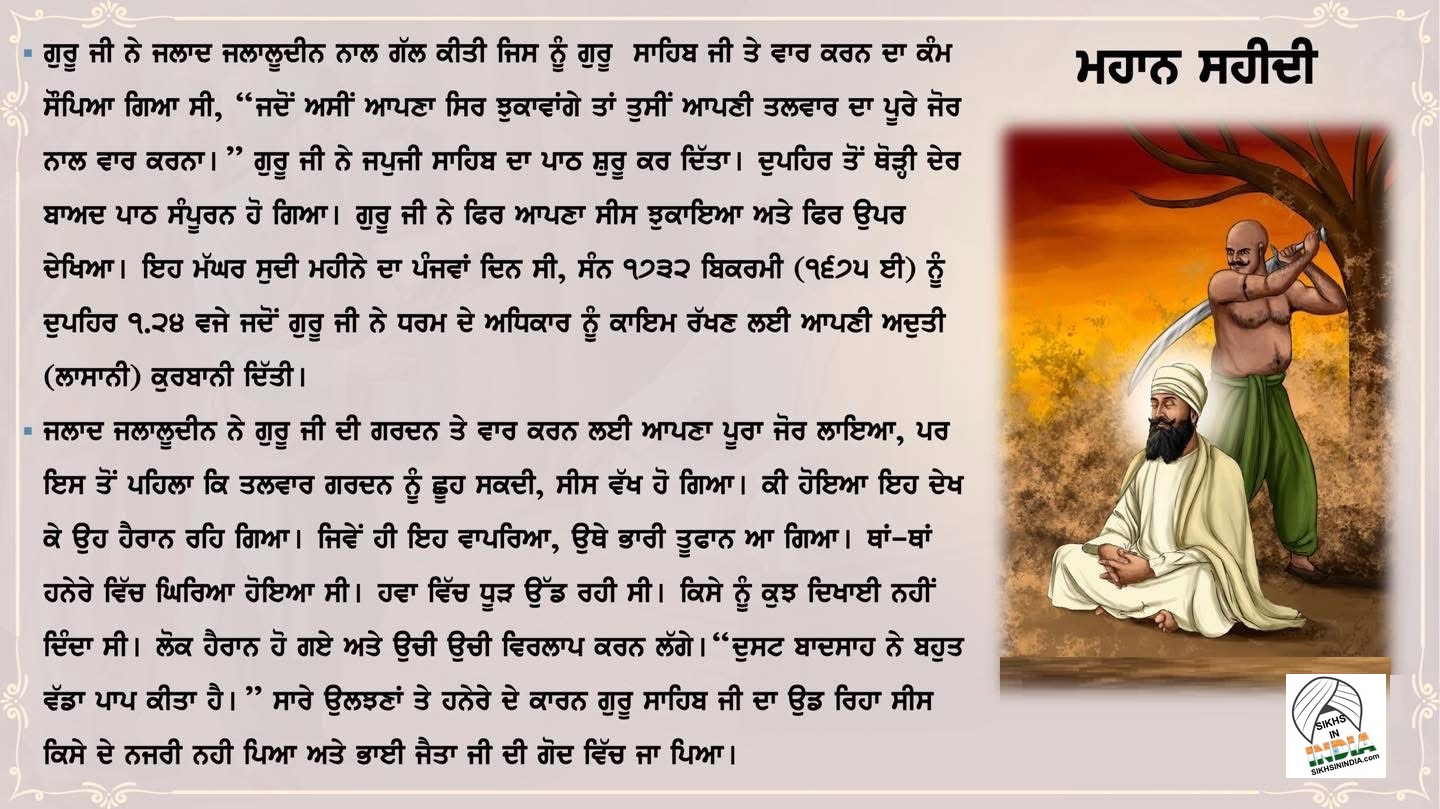 ਮਹਾਨ ਸਹੀਦੀ
▪ ਗੁਰੂ ਜੀ ਨੇ ਜਲਾਦ ਜਲਾਲੂਦੀਨ ਨਾਲ ਗੱਲ ਕੀਤੀ ਜਿਸ ਨੂੰ ਗੁਰੂ ਸਾਹਿਬ ਜੀ ਤੇ ਵਾਰ ਕਰਨ ਦਾ ਕੰਮ
ਸੌਪਿਆ ਗਿਆ ਸੀ, “ਜਦੋਂ ਅਸੀਂ ਆਪਣਾ ਸਿਰ ਝੁਕਾਵਾਂਗੇ ਤਾਂ ਤੁਸੀਂ ਆਪਣੀ ਤਲਵਾਰ ਦਾ ਪੂਰੇ ਜੋਰ
ਨਾਲ ਵਾਰ ਕਰਨਾ।” ਗੁਰੂ ਜੀ ਨੇ ਜਪੁਜੀ ਸਾਹਿਬ ਦਾ ਪਾਠ ਸ਼ੁਰੂ ਕਰ ਦਿੱਤਾ। ਦੁਪਹਿਰ ਤੋਂ ਥੋੜ੍ਹੀ ਦੇਰ
ਬਾਅਦ ਪਾਠ ਸੰਪੂਰਨ ਹੋ ਗਿਆ। ਗੁਰੂ ਜੀ ਨੇ ਫਿਰ ਆਪਣਾ ਸੀਸ ਝੁਕਾਇਆ ਅਤੇ ਫਿਰ ਉਪਰ
ਦੇਖਿਆ। ਇਹ ਮੱਘਰ ਸੁਦੀ ਮਹੀਨੇ ਦਾ ਪੰਜਵਾਂ ਦਿਨ ਸੀ, ਸੰਨ ੧੭੩੨ ਬਿਕਰਮੀ (੧੬੭੫ ਈ) ਨੂੰ
ਦੁਪਹਿਰ ੧.੨੪ ਵਜੇ ਜਦੋਂ ਗੁਰੂ ਜੀ ਨੇ ਧਰਮ ਦੇ ਅਧਿਕਾਰ ਨੂੰ ਕਾਇਮ ਰੱਖਣ ਲਈ ਆਪਣੀ ਅਦੁਤੀ
(ਲਾਸਾਨੀ) ਕੁਰਬਾਨੀ ਦਿੱਤੀ।
▪ ਜਲਾਦ ਜਲਾਲੂਦੀਨ ਨੇ ਗੁਰੂ ਜੀ ਦੀ ਗਰਦਨ ਤੇ ਵਾਰ ਕਰਨ ਲਈ ਆਪਣਾ ਪੂਰਾ ਜੋਰ ਲਾਇਆ, ਪਰ
ਇਸ ਤੋਂ ਪਹਿਲਾ ਕਿ ਤਲਵਾਰ ਗਰਦਨ ਨੂੰ ਛੂਹ ਸਕਦੀ, ਸੀਸ ਵੱਖ ਹੋ ਗਿਆ। ਕੀ ਹੋਇਆ ਇਹ ਦੇਖ
ਕੇ ਉਹ ਹੈਰਾਨ ਰਹਿ ਗਿਆ। ਜਿਵੇਂ ਹੀ ਇਹ ਵਾਪਰਿਆ, ਉਥੇ ਭਾਰੀ ਤੂਫਾਨ ਆ ਗਿਆ। ਥਾਂ-ਥਾਂ
ਹਨੇਰੇ ਵਿੱਚ ਘਿਰਿਆ ਹੋਇਆ ਸੀ। ਹਵਾ ਵਿੱਚ ਧੂੜ ਉੱਡ ਰਹੀ ਸੀ। ਕਿਸੇ ਨੂੰ ਕੁਝ ਦਿਖਾਈ ਨਹੀਂ
ਦਿੰਦਾ ਸੀ। ਲੋਕ ਹੈਰਾਨ ਹੋ ਗਏ ਅਤੇ ਉਚੀ ਉਚੀ ਵਿਰਲਾਪ ਕਰਨ ਲੱਗੇ।“ਦੁਸਟ ਬਾਦਸਾਹ ਨੇ ਬਹੁਤ
ਵੱਡਾ ਪਾਪ ਕੀਤਾ ਹੈ।” ਸਾਰੇ ਉਲਝਣਾਂ ਤੇ ਹਨੇਰੇ ਦੇ ਕਾਰਨ ਗੁਰੂ ਸਾਹਿਬ ਜੀ ਦਾ ਉਡ ਰਿਹਾ ਸੀਸ
ਕਿਸੇ ਦੇ ਨਜਰੀ ਨਹੀ ਪਿਆ ਅਤੇ ਭਾਈ ਜੈਤਾ ਜੀ ਦੀ ਗੋਦ ਵਿੱਚ ਜਾ ਪਿਆ।
SIKHS
IN
INDIA
SIKHSININDIA.com